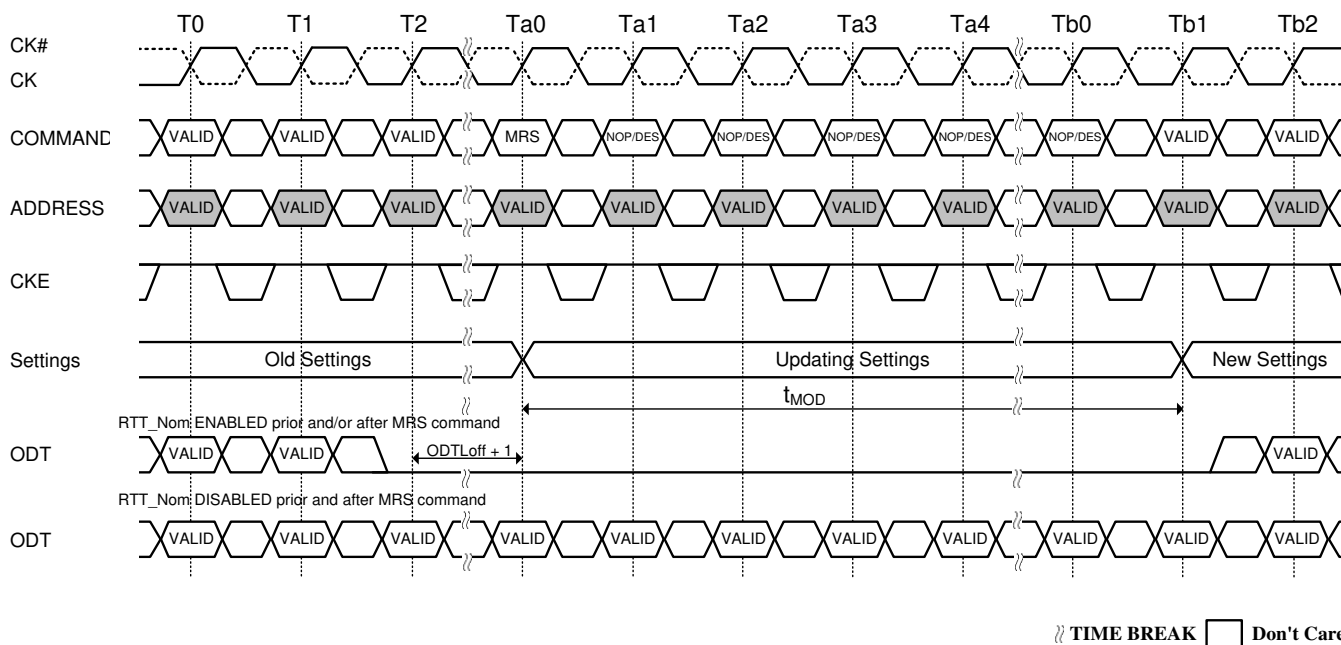 T0 T1 T2 Ta0 Ta1 Ta2 Ta3 Ta4 Tb0 Tb1 Tb2
CK#
CK
COMMAND VALID VALID VALID MRS NOP/DES NOP/DES NOP/DES NOP/DES NOP/DES VALID VALID
ADDRESS VALID VALID VALID VALID VALID VALID VALID VALID VALID VALID VALID
CKE
Settings Old Settings Updating Settings New Settings
tMOD
RTT_Nom ENABLED prior and/or after MRS command
ODT VALID VALID ODTLoff + 1 VALID
RTT_Nom DISABLED prior and after MRS command
ODT VALID VALID VALID VALID VALID VALID VALID VALID VALID VALID VALID
TIME BREAK Don't Care